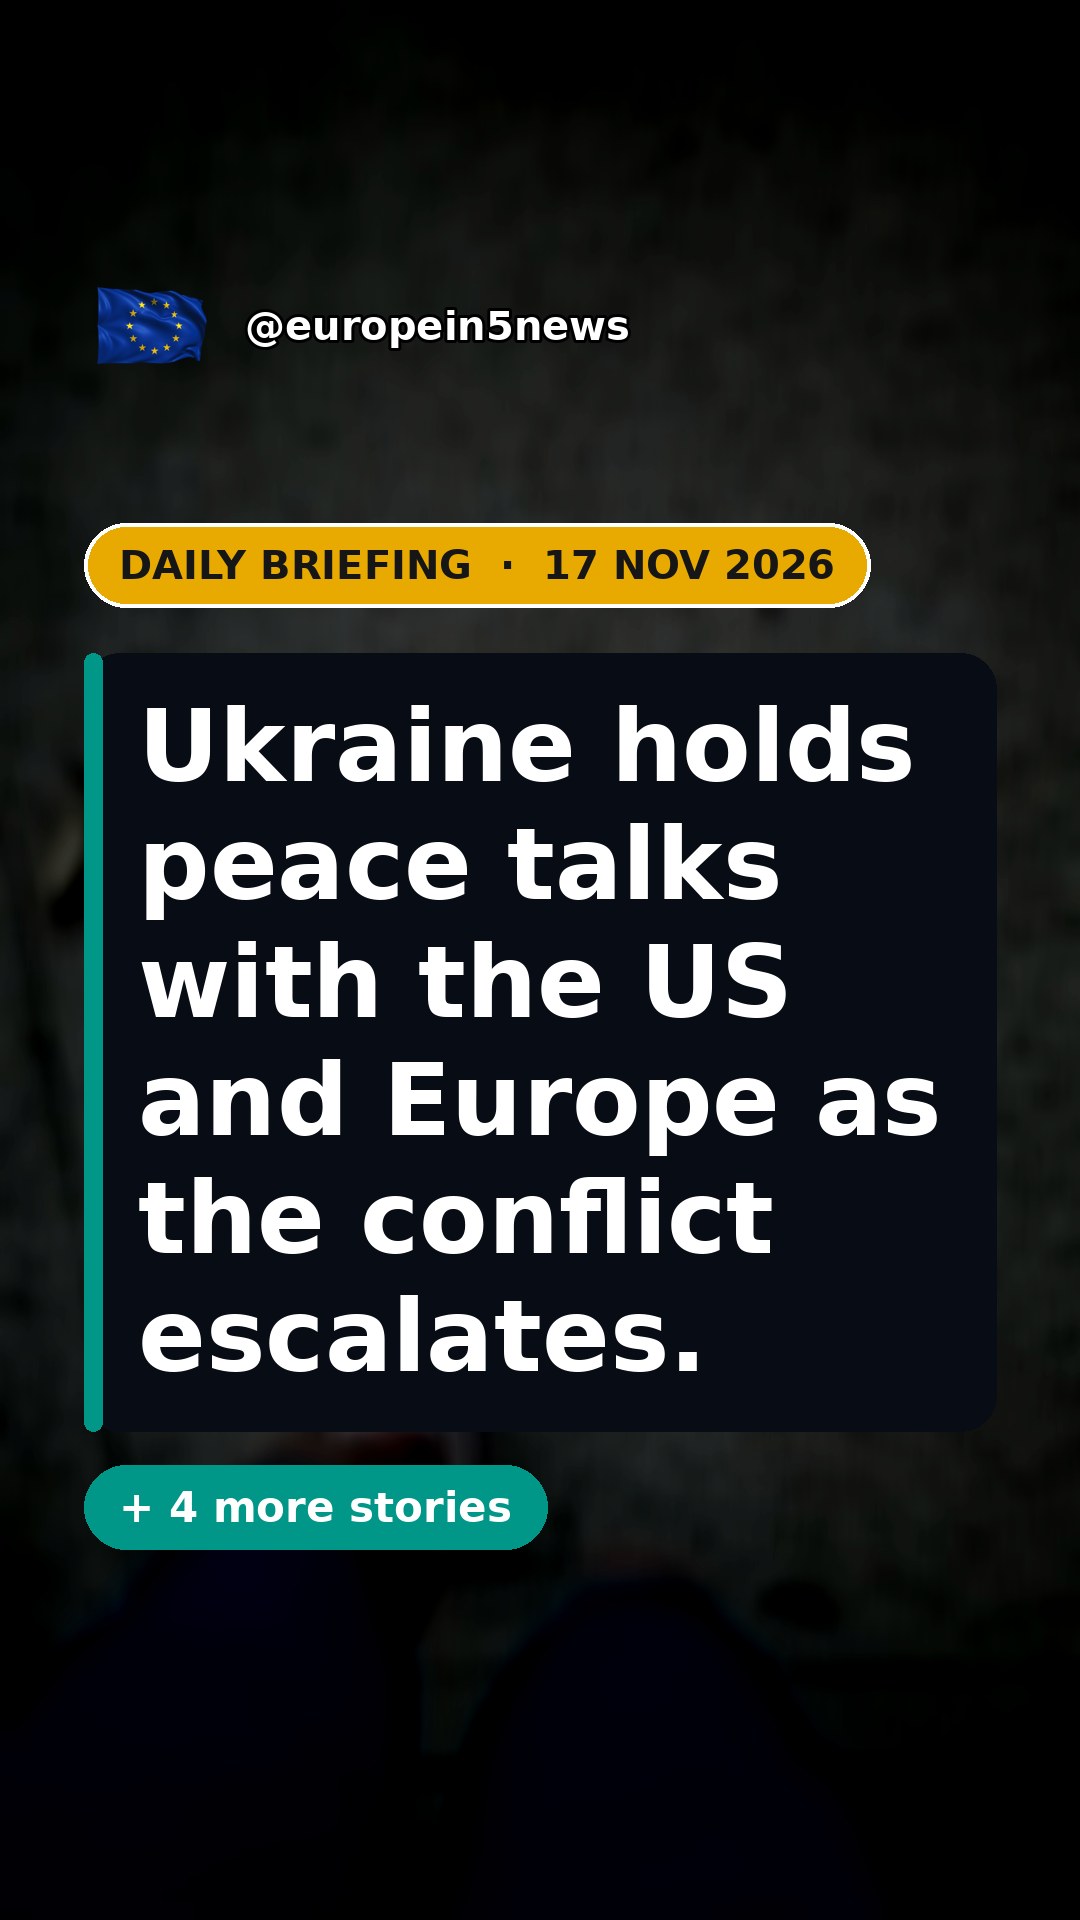 @europein5news
DAILY BRIEFING · 17 NOV 2026
Ukraine holds
peace talks
with the US
and Europe as
the conflict
escalates.
+ 4 more stories